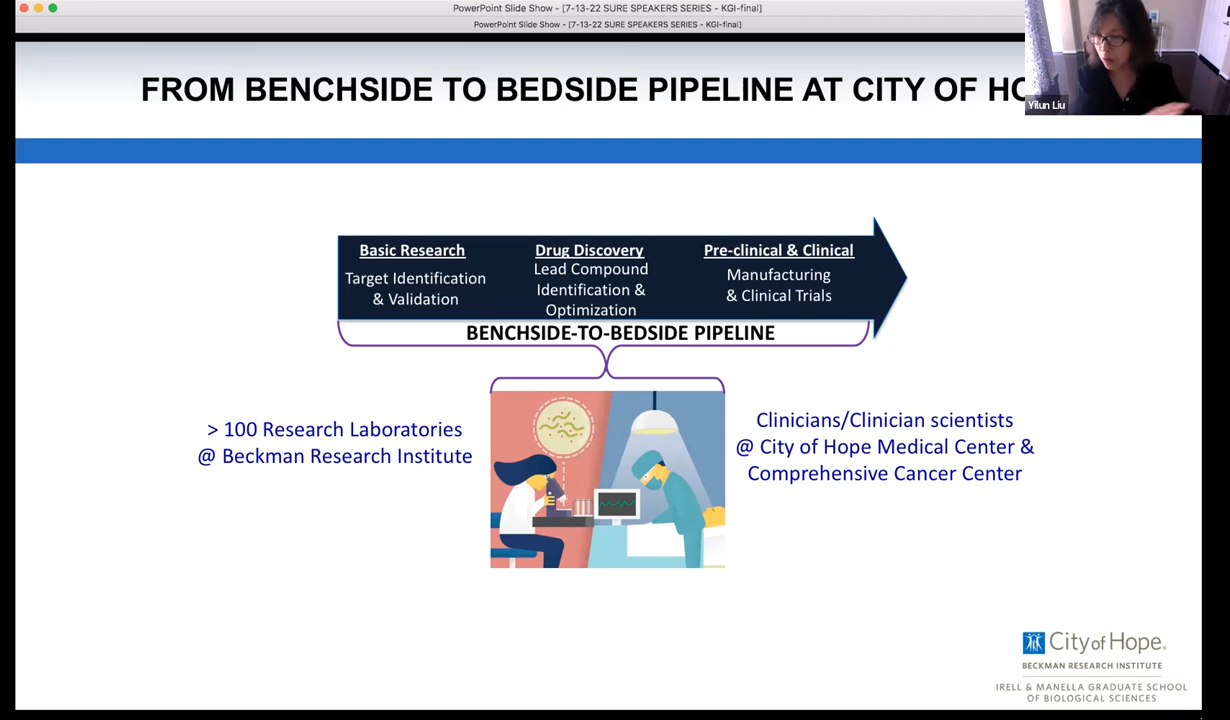 PowerPoint Slide Show - [7-13-22 SURE SPEAKERS SERIES - KGI-final]
PowerPoint Slide Show - [7-13-22 SURE SPEAKERS SERIES - KGI-final]
FROM BENCHSIDE TO BEDSIDE PIPELINE AT CITY OF HO
Yilun Liu
Basic Research
Target Identification
& Validation
Drug Discovery
Lead Compound
Identification &
Optimization
Pre-clinical & Clinical
Manufacturing
& Clinical Trials
BENCHSIDE-TO-BEDSIDE PIPELINE
> 100 Research Laboratories
@ Beckman Research Institute
Clinicians/Clinician scientists
@ City of Hope Medical Center &
Comprehensive Cancer Center
City of Hope®
BECKMAN RESEARCH INSTITUTE
IRELL & MANELLA GRADUATE SCHOOL
OF BIOLOGICAL SCIENCES